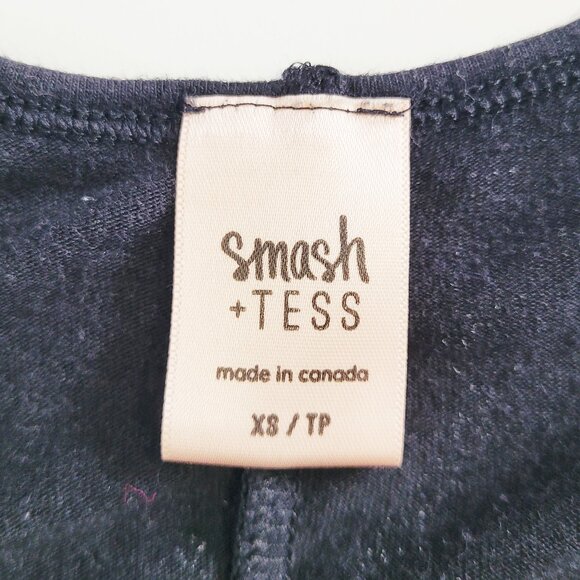 smash
+TESS
made in canada
XS / TP